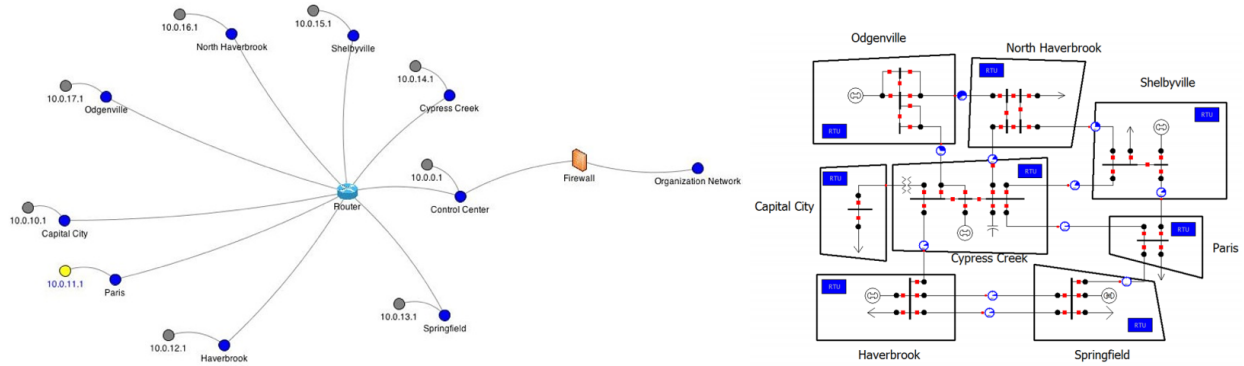 10.0.16.1
North Haverbrook
10.0.15.1
Shelbyville
10.0.14.1
Cypress Creek
10.0.17.1
Odgenville
10.0.0.1
Control Center
Firewall
Organization Network
Router
10.0.10.1
Capital City
10.0.11.1
Paris
10.0.12.1
Haverbrook
10.0.13.1
Springfield
Odgenville
RTU
North Haverbrook
RTU
Shelbyville
RTU
Capital City
RTU
Cypress Creek
RTU
Paris
RTU
Haverbrook
RTU
Springfield
RTU